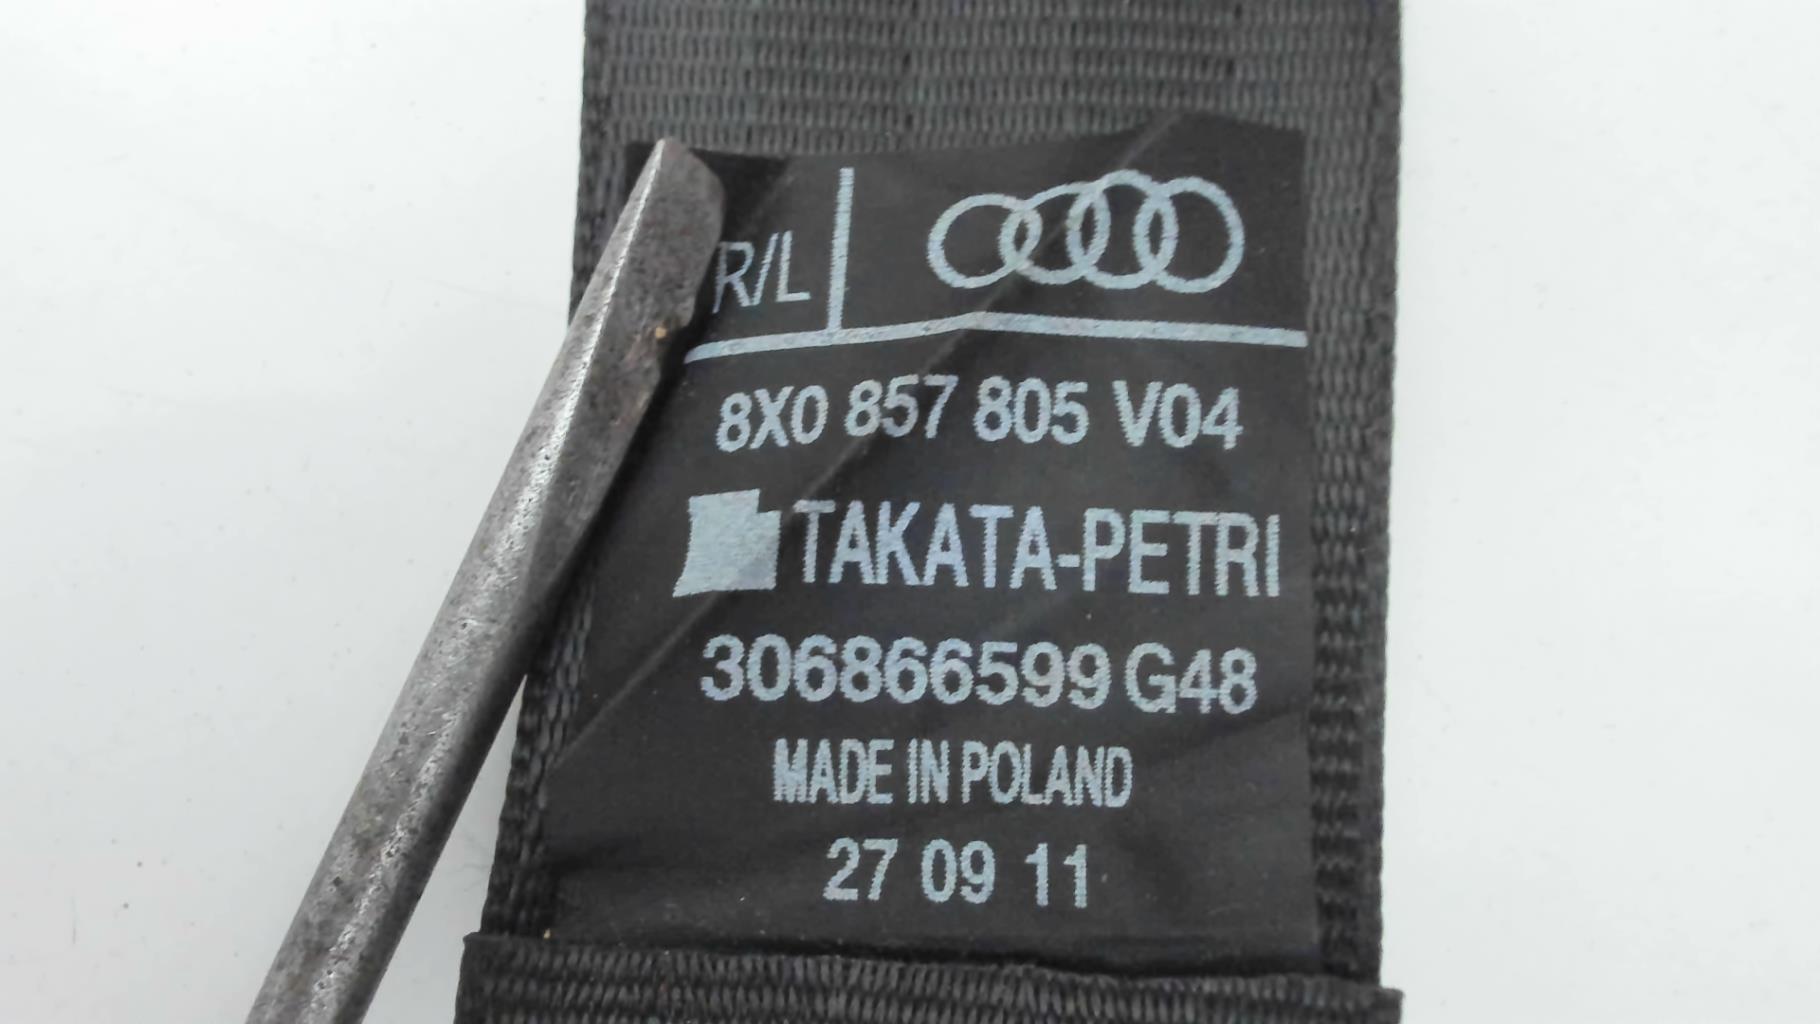 R/L
8X0 857 805 V04
TAKATA-PETRI
306866599 G48
MADE IN POLAND
27 09 11